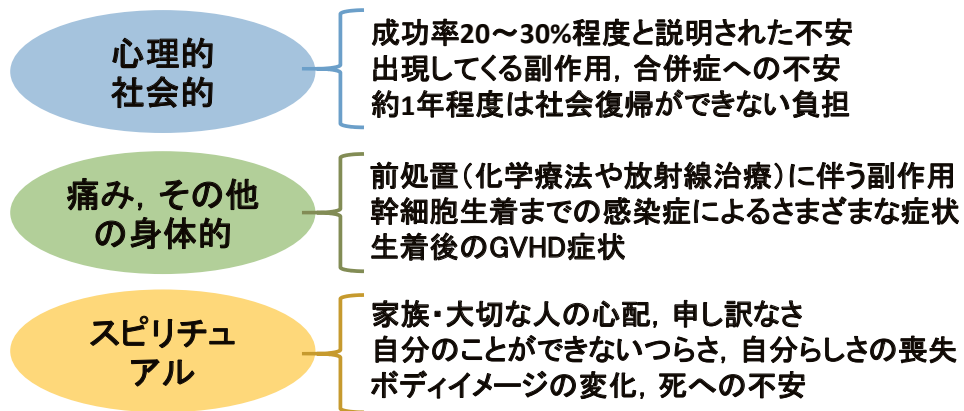 心理的
社会的
成功率20～30%程度と説明された不安
出現してくる副作用，合併症への不安
約1年程度は社会復帰ができない負担
痛み，その他
の身体的
前処置（化学療法や放射線治療）に伴う副作用
幹細胞生着までの感染症によるさまざまな症状
生着後のGVHD症状
スピリチュ
アル
家族・大切な人の心配，申し訳なさ
自分のことができないつらさ，自分らしさの喪失
ボディイメージの変化，死への不安